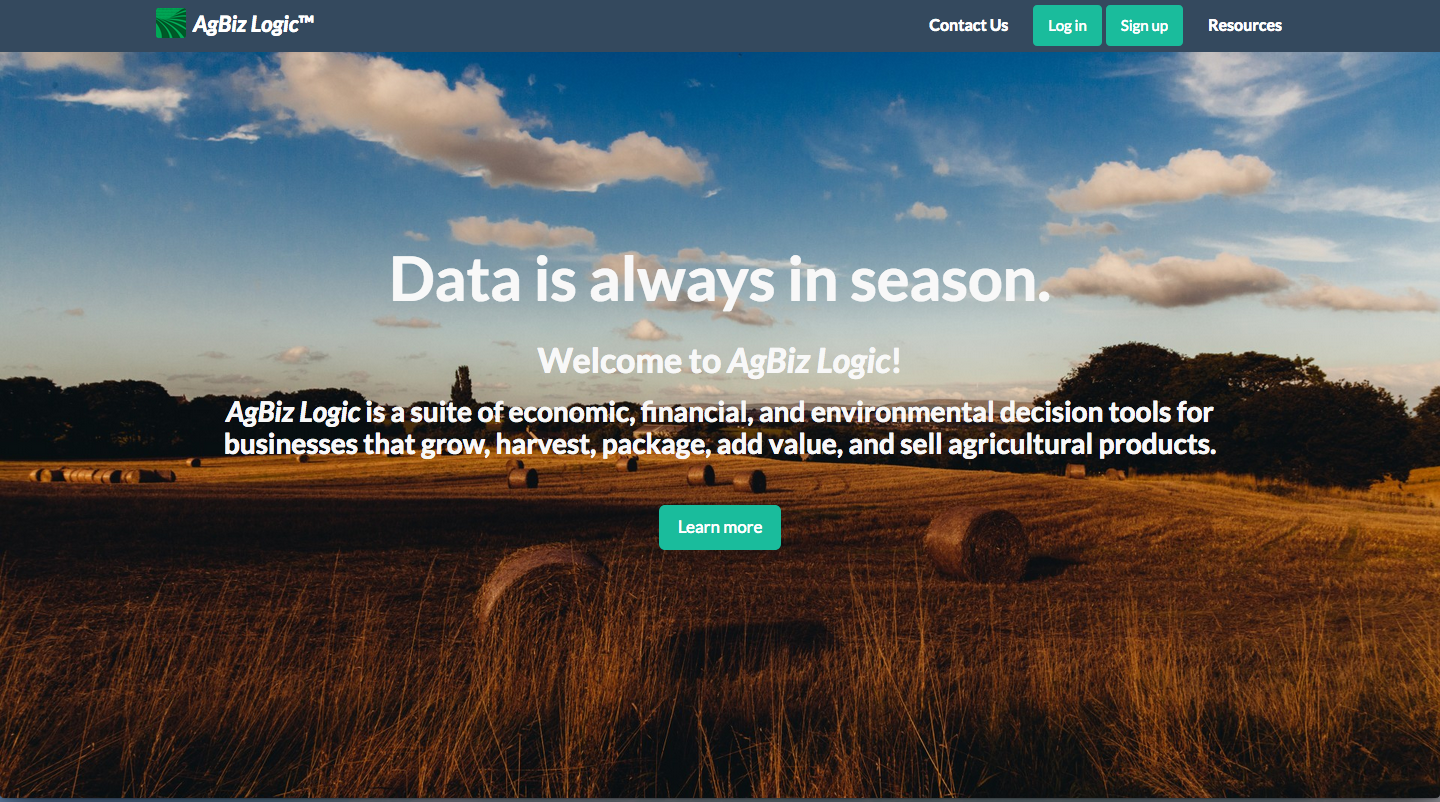 AgBiz Logic™
Contact Us
Log in
Sign up
Resources
Data is always in season.
Welcome to AgBiz Logic!
AgBiz Logic is a suite of economic, financial, and environmental decision tools for
businesses that grow, harvest, package, add value, and sell agricultural products.
Learn more